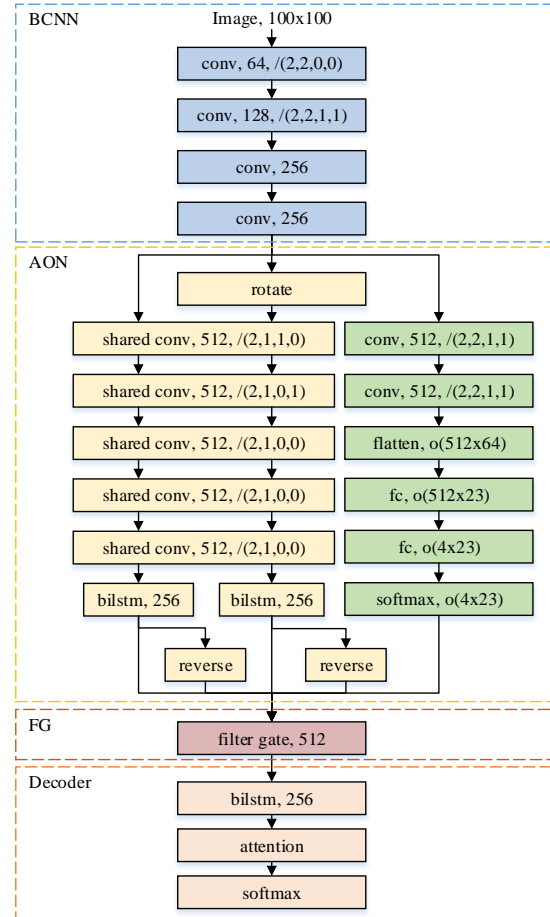 BCNN
Image, 100x100
conv, 64, /(2,2,0,0)
conv, 128, /(2,2,1,1)
conv, 256
conv, 256
AON
rotate
shared conv, 512, /(2,1,1,0)
conv, 512, /(2,2,1,1)
shared conv, 512, /(2,1,0,1)
conv, 512, /(2,2,1,1)
shared conv, 512, /(2,1,0,0)
flatten, o(512x64)
shared conv, 512, /(2,1,0,0)
fc, o(512x23)
shared conv, 512, /(2,1,0,0)
fc, o(4x23)
bilstm, 256
bilstm, 256
softmax, o(4x23)
reverse
reverse
FG
filter gate, 512
Decoder
bilstm, 256
attention
softmax